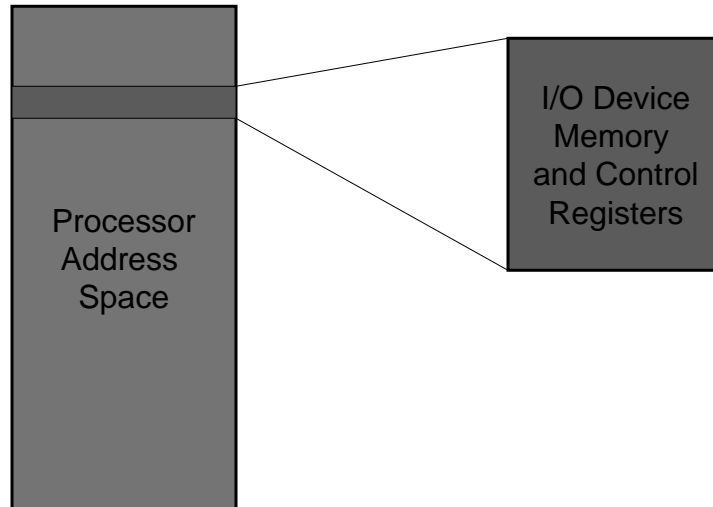 Processor
Address
Space
I/O Device
Memory
and Control
Registers